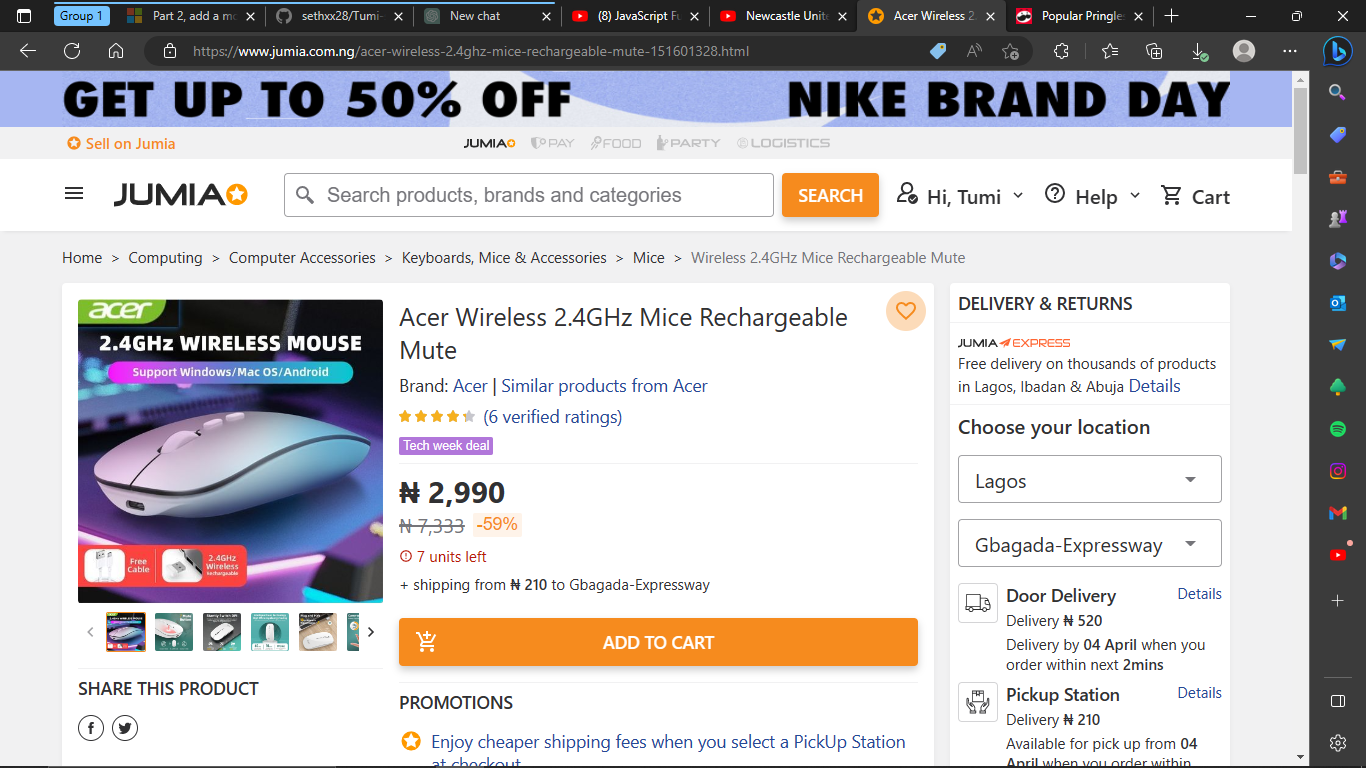 Group 1
Part 2, add a mo
sethxx28/Tumi-
New chat
(8) JavaScript Fu
Newcastle Unite
Acer Wireless 2.
Popular Pringles
https://www.jumia.com.ng/acer-wireless-2.4ghz-mice-rechargeable-mute-151601328.html
GET UP TO 50% OFF
NIKE BRAND DAY
Sell on Jumia
JUMIA
PAY
FOOD
PARTY
LOGISTICS
JUMIA
Search products, brands and categories
SEARCH
Hi, Tumi
Help
Cart
Home > Computing > Computer Accessories > Keyboards, Mice & Accessories > Mice > Wireless 2.4GHz Mice Rechargeable Mute
acer
2.4GHz WIRELESS MOUSE
Support Windows/Mac OS/Android
Free
Cable
2.4GHz
Wireless
Rechargeable
SHARE THIS PRODUCT
Acer Wireless 2.4GHz Mice Rechargeable
Mute
Brand: Acer | Similar products from Acer
(6 verified ratings)
Tech week deal
₦ 2,990
₦ 7,333 -59%
7 units left
+ shipping from ₦ 210 to Gbagada-Expressway
ADD TO CART
PROMOTIONS
Enjoy cheaper shipping fees when you select a PickUp Station
at checkout
DELIVERY & RETURNS
JUMIA EXPRESS
Free delivery on thousands of products
in Lagos, Ibadan & Abuja Details
Choose your location
Lagos
Gbagada-Expressway
Door Delivery
Details
Delivery ₦ 520
Delivery by 04 April when you
order within next 2mins
Pickup Station
Details
Delivery ₦ 210
Available for pick up from 04
April when you order within